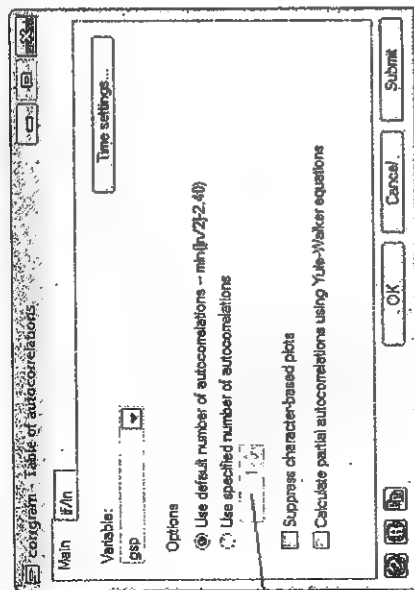 corrgram - Table of autocorrelations
Main
if/in
Variable:
gsp
Time settings...
Options
Use default number of autocorrelations -- min([n/2]-2,40)
Use specified number of autocorrelations
Suppress character-based plots
Calculate partial autocorrelations using Yule-Walker equations
OK
Cancel
Submit